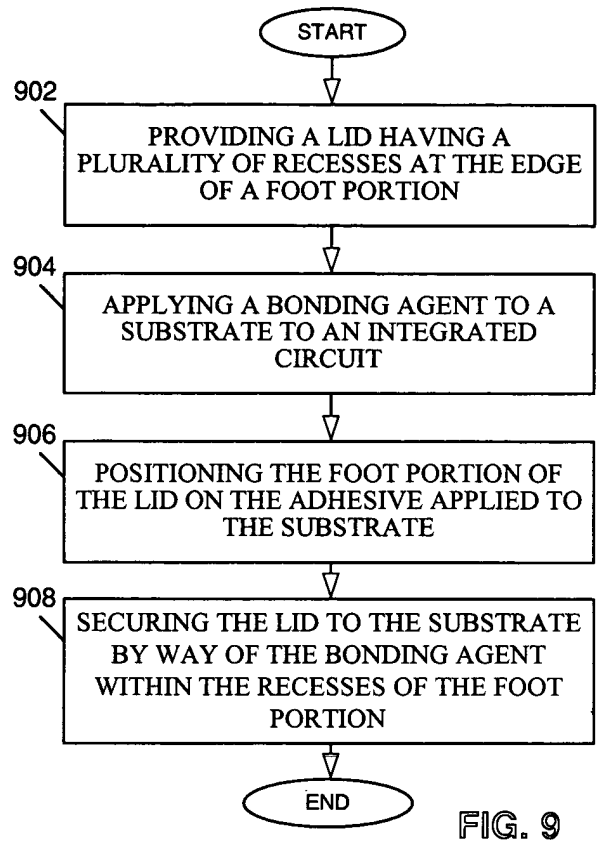 START
902
PROVIDING A LID HAVING A
PLURALITY OF RECESSES AT THE EDGE
OF A FOOT PORTION
904
APPLYING A BONDING AGENT TO A
SUBSTRATE TO AN INTEGRATED
CIRCUIT
906
POSITIONING THE FOOT PORTION OF
THE LID ON THE ADHESIVE APPLIED TO
THE SUBSTRATE
908
SECURING THE LID TO THE SUBSTRATE
BY WAY OF THE BONDING AGENT
WITHIN THE RECESSES OF THE FOOT
PORTION
END
FIG. 9